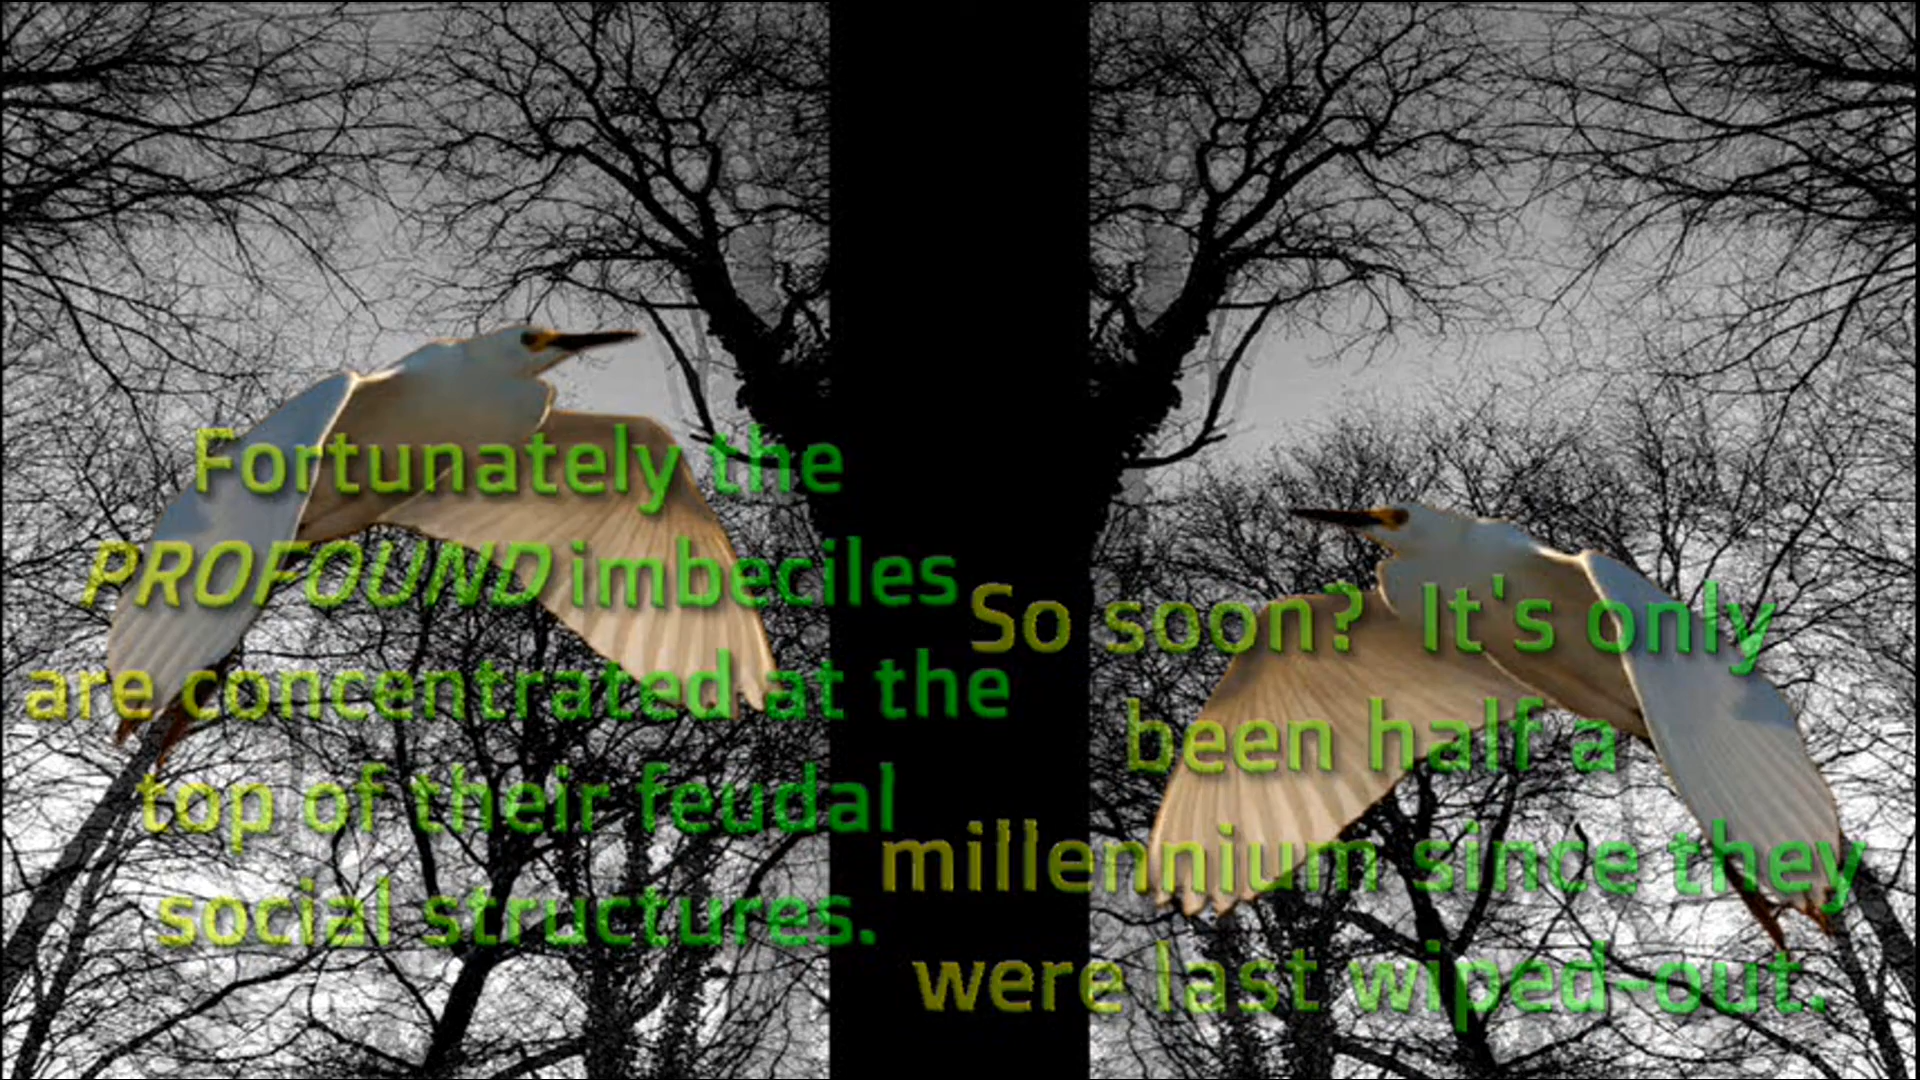 Fortunately the
PROFOUND imbeciles
are concentrated at the
top of their feudal
social structures.
So soon?  It's only
been half a
millennium since they
were last wiped-out.